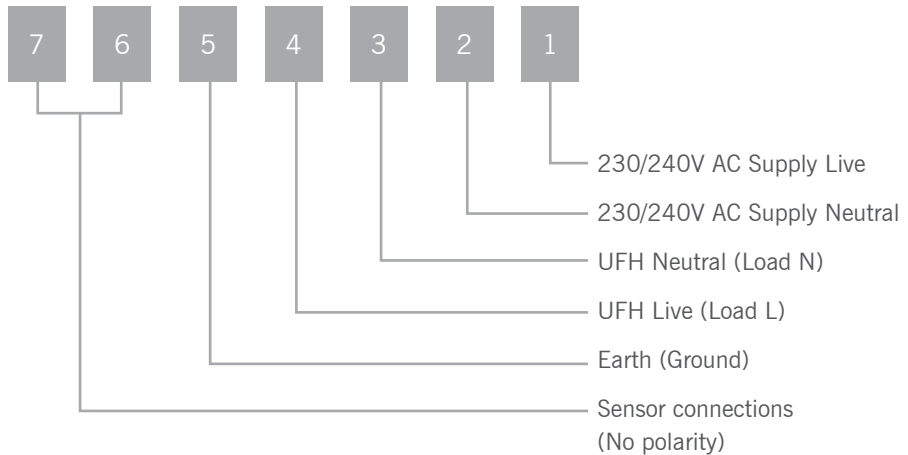 7 6 5 4 3 2 1
230/240V AC Supply Live
230/240V AC Supply Neutral
UFH Neutral (Load N)
UFH Live (Load L)
Earth (Ground)
Sensor connections
(No polarity)